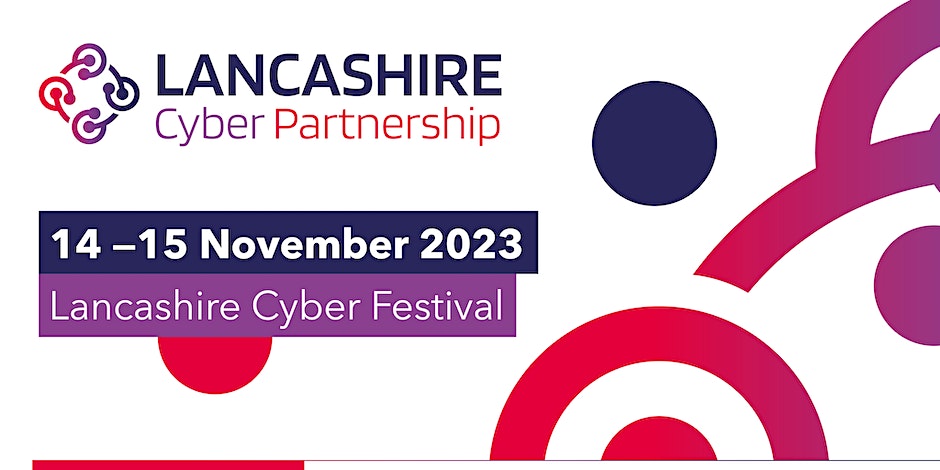 LANCASHIRE
Cyber Partnership
14 –15 November 2023
Lancashire Cyber Festival